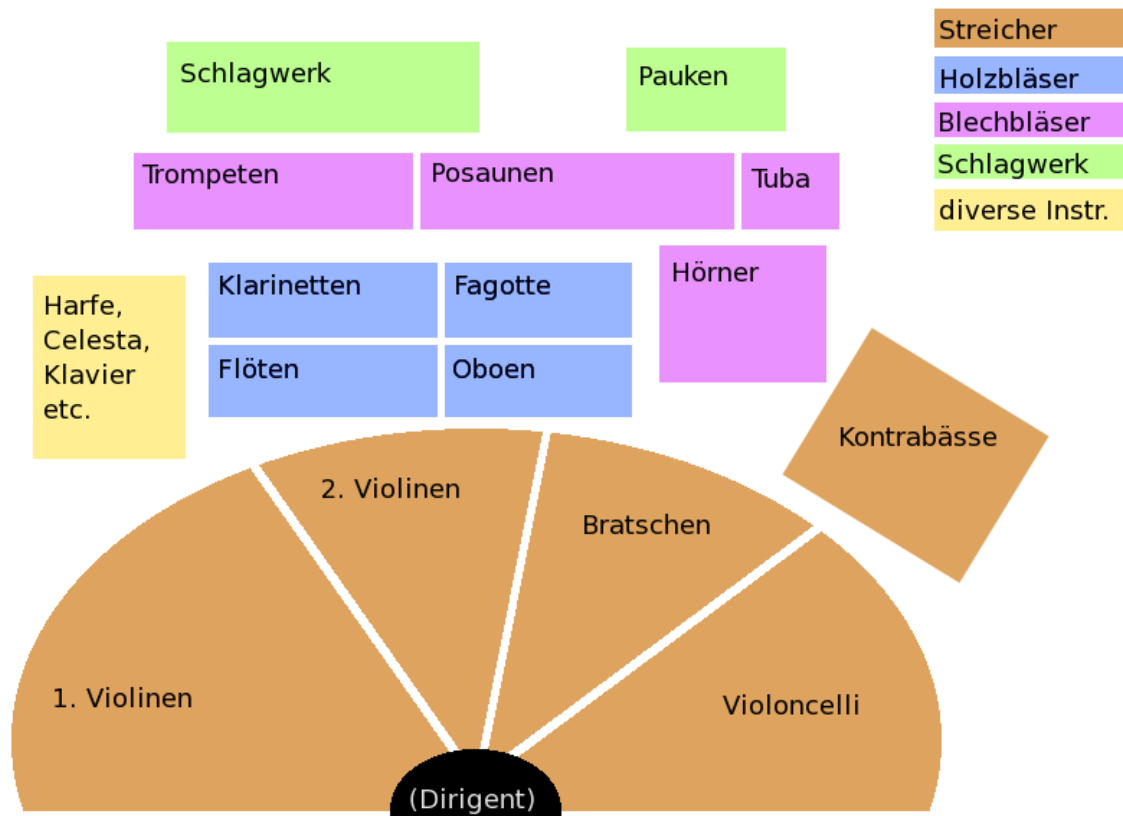 Streicher
Holzbläser
Blechbläser
Schlagwerk
diverse Instr.
Schlagwerk
Pauken
Trompeten
Posaunen
Tuba
Hörner
Klarinetten
Fagotte
Harfe,
Celesta,
Klavier
etc.
Flöten
Oboen
Kontrabässe
2. Violinen
Bratschen
1. Violinen
Violoncelli
(Dirigent)